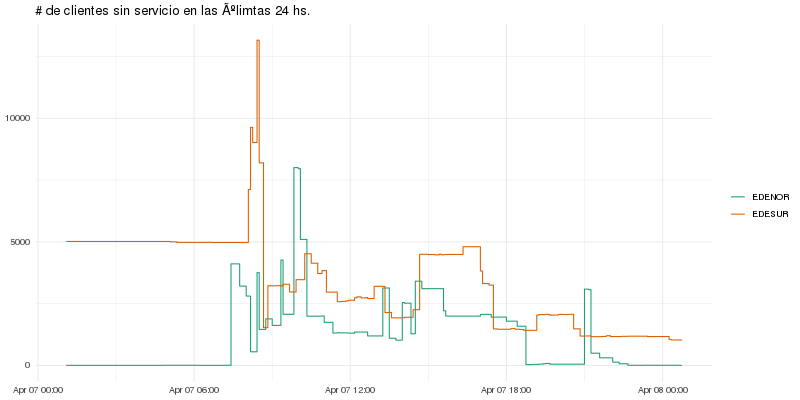 # de clientes sin servicio en las Ãºlimtas 24 hs.
10000
5000
0
Apr 07 00:00
Apr 07 06:00
Apr 07 12:00
Apr 07 18:00
Apr 08 00:00
EDENOR
EDESUR